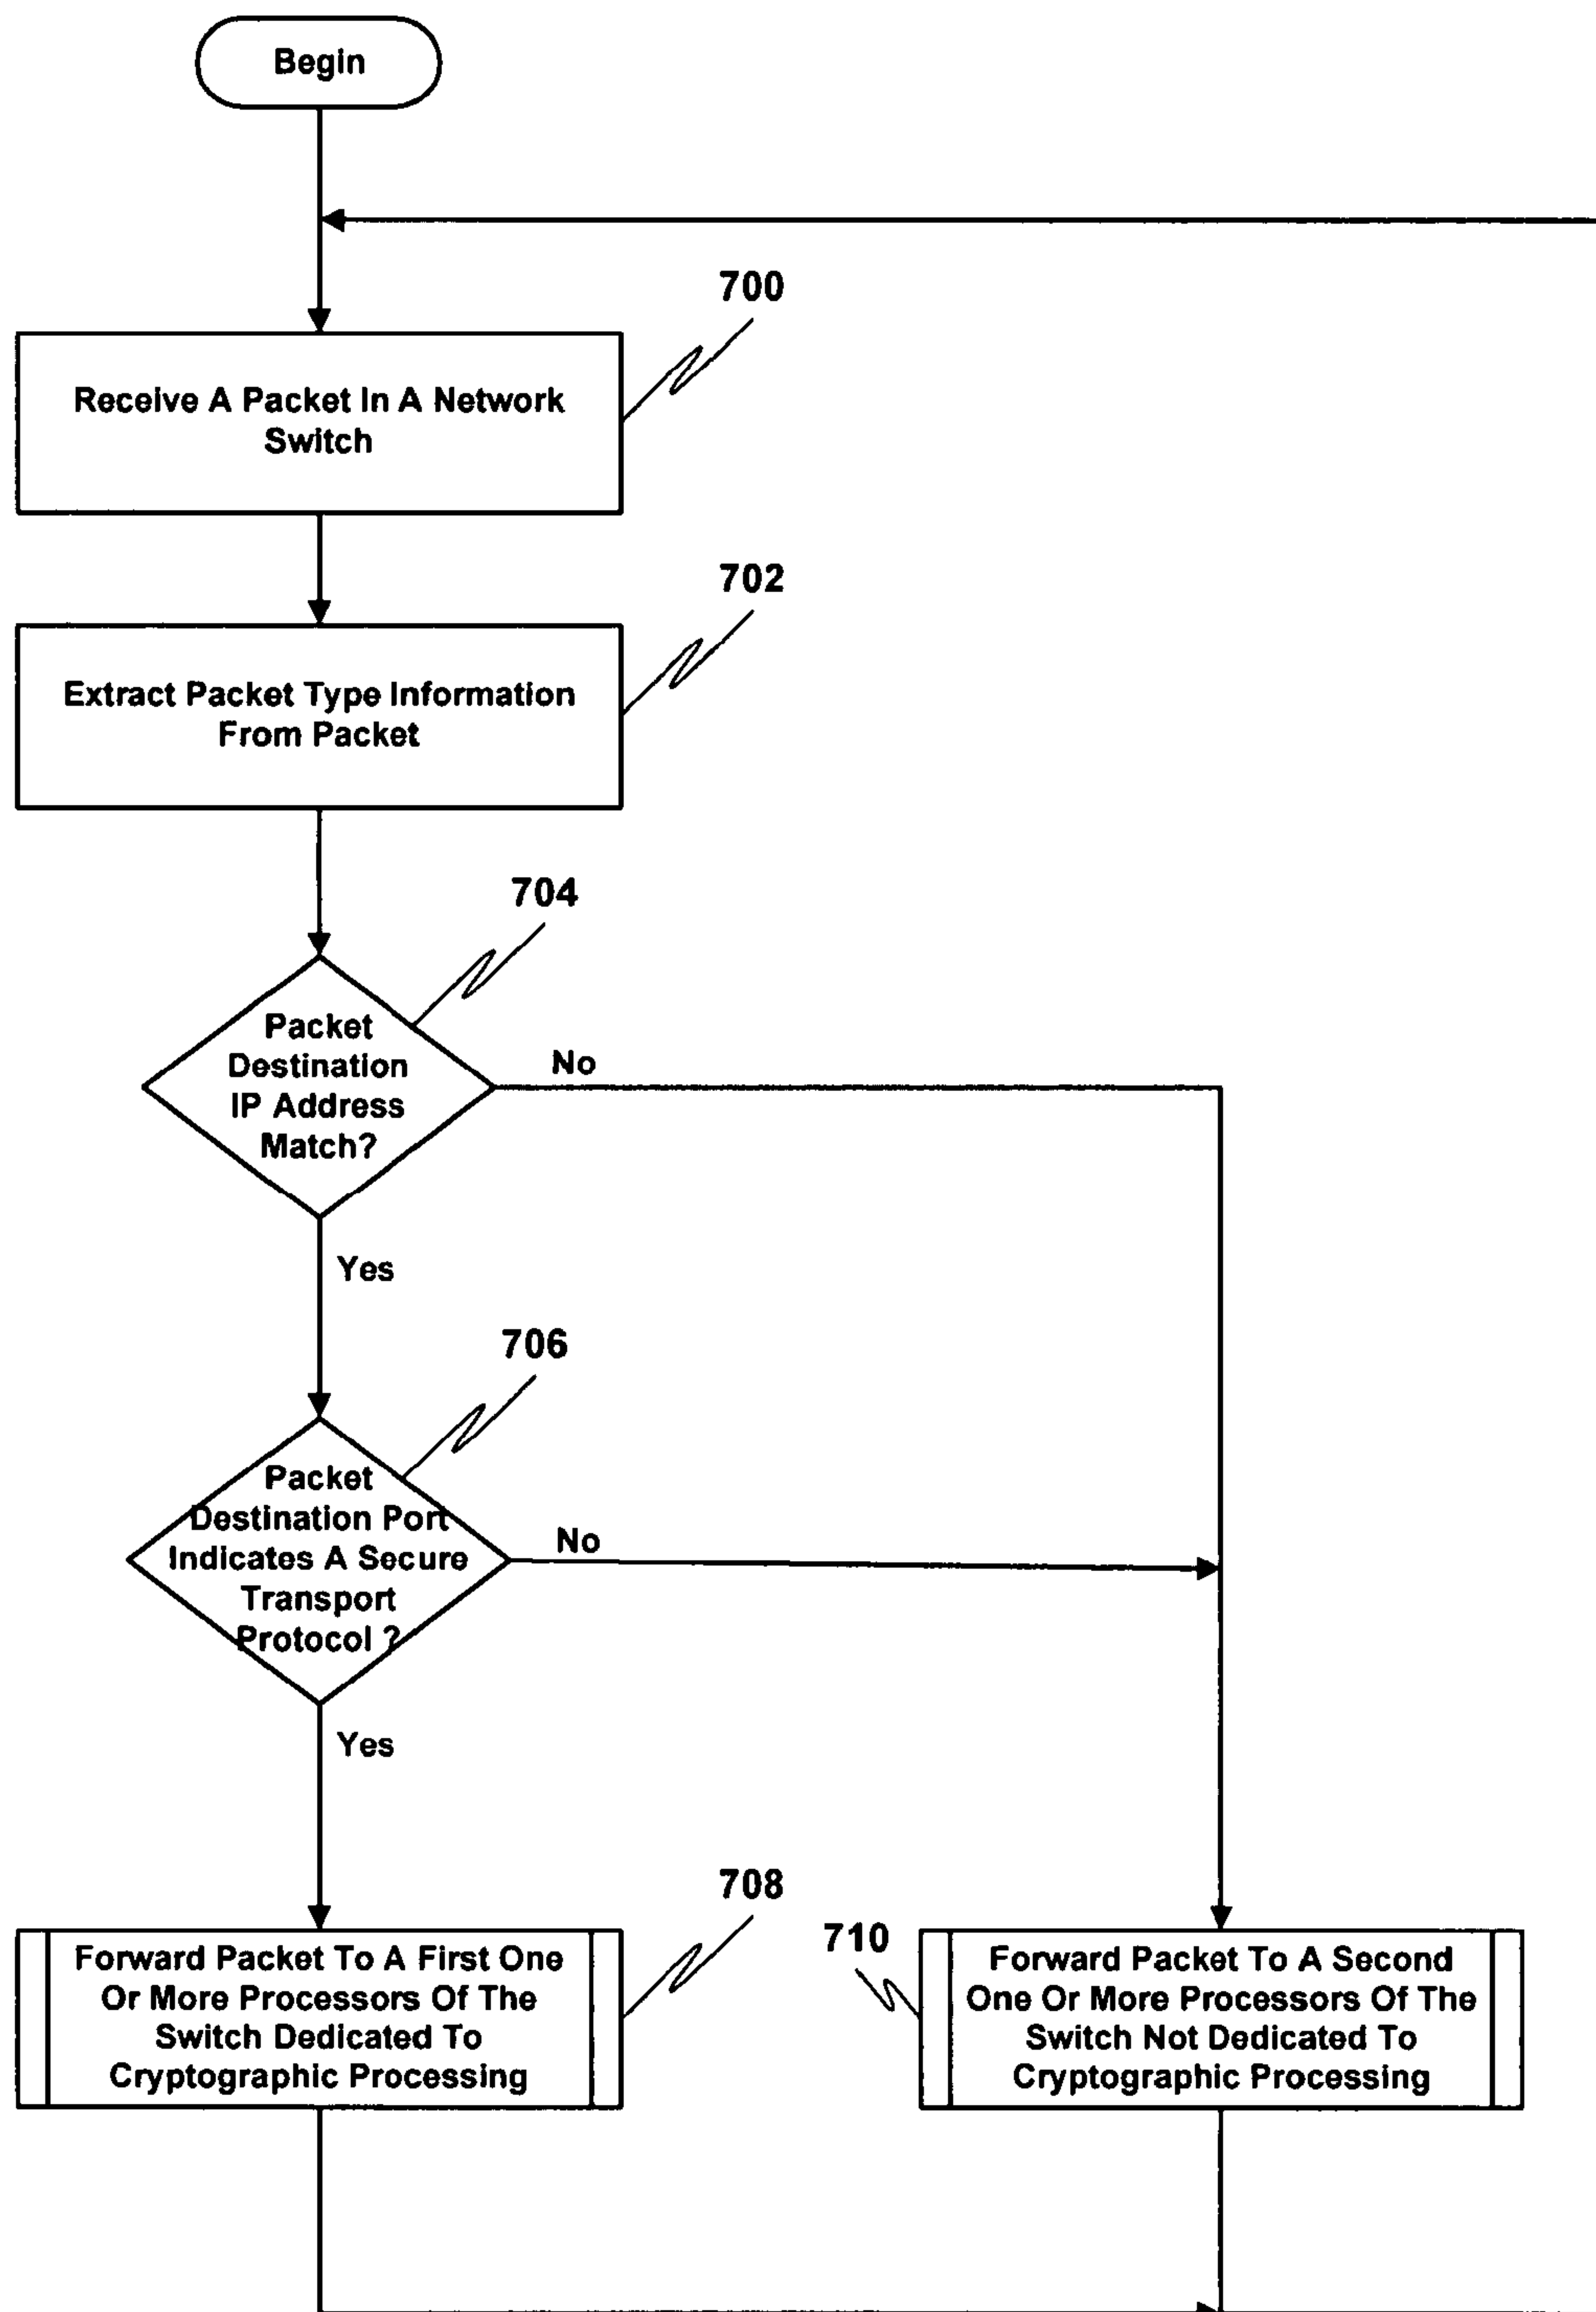 Begin
700
Receive A Packet In A Network
Switch
702
Extract Packet Type Information
From Packet
704
Packet
Destination
IP Address
Match?
No
Yes
706
Packet
Destination Port
Indicates A Secure
Transport
Protocol ?
No
Yes
708
Forward Packet To A First One
Or More Processors Of The
Switch Dedicated To
Cryptographic Processing
710
Forward Packet To A Second
One Or More Processors Of The
Switch Not Dedicated To
Cryptographic Processing